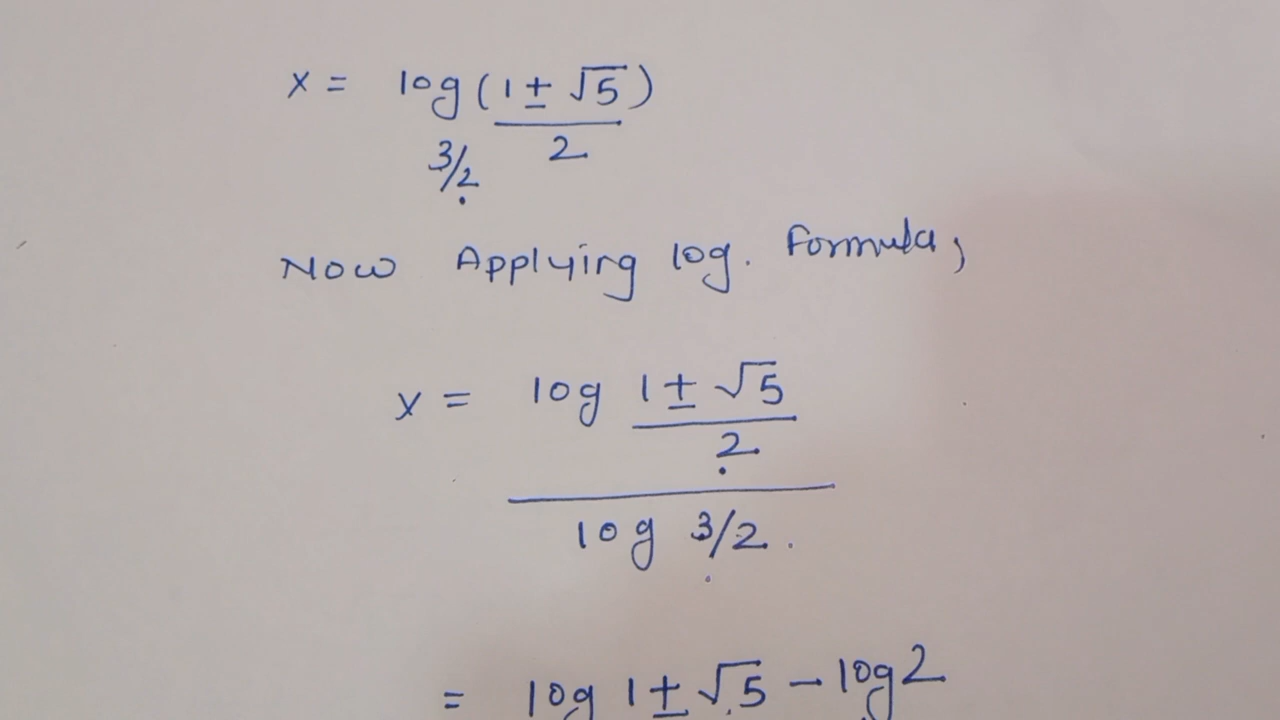 x = log (1 ± √5)
3/2 2
Now Applying log. Formula,
x = log 1 ± √5
2
log 3/2.
= log 1 ± √5 - log 2